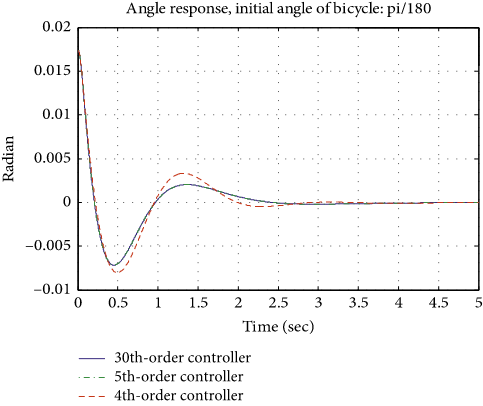 Angle response, initial angle of bicycle: pi/180
0.02
0.015
0.01
0.005
0
−0.005
−0.01
Radian
0 0.5 1 1.5 2 2.5 3 3.5 4 4.5 5
Time (sec)
30th-order controller
5th-order controller
4th-order controller